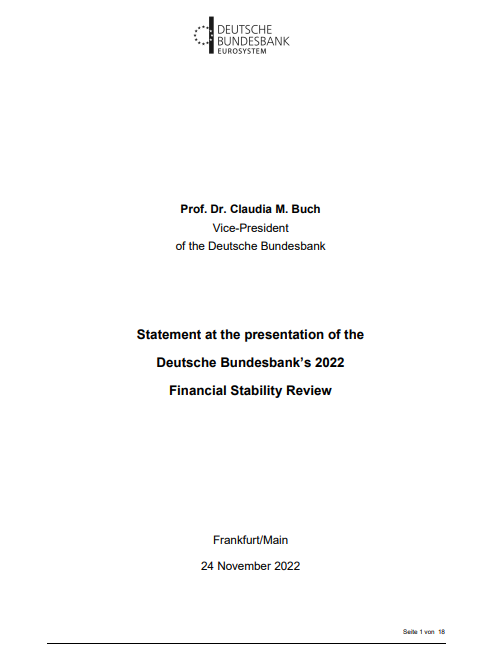 DEUTSCHE
BUNDESBANK
EUROSYSTEM
Prof. Dr. Claudia M. Buch
Vice-President
of the Deutsche Bundesbank
Statement at the presentation of the
Deutsche Bundesbank's 2022
Financial Stability Review
Frankfurt/Main
24 November 2022
Seite 1 von 18